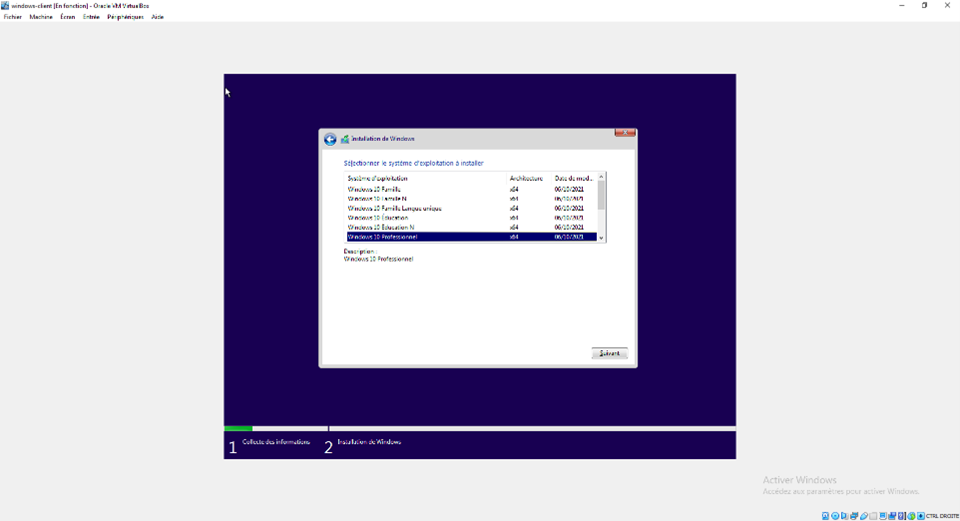 windows-client [En fonction] - Oracle VM VirtualBox
Fichier Machine Écran Entrée Périphériques Aide
Installation de Windows
Sélectionner le système d'exploitation à installer
Système d'exploitation Architecture Date de mod...
Windows 10 Famille x64 06/10/2021
Windows 10 Famille N x64 06/10/2021
Windows 10 Famille Langue unique x64 06/10/2021
Windows 10 Éducation x64 06/10/2021
Windows 10 Éducation N x64 06/10/2021
Windows 10 Professionnel x64 06/10/2021
Description :
Windows 10 Professionnel
Suivant
1 Collecte des informations 2 Installation de Windows
Activer Windows
Accédez aux paramètres pour activer Windows.
CTRL DROITE